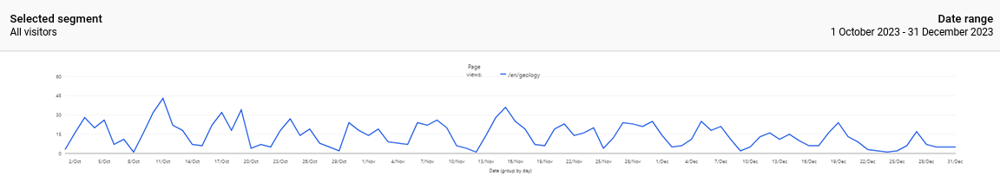 Selected segment
All visitors
Date range
1 October 2023 - 31 December 2023
Page
views:
/en/geology
60
45
30
15
0
2/Oct 5/Oct 8/Oct 11/Oct 14/Oct 17/Oct 20/Oct 23/Oct 26/Oct 29/Oct 1/Nov 4/Nov 7/Nov 10/Nov 13/Nov 16/Nov 19/Nov 22/Nov 25/Nov 28/Nov 1/Dec 4/Dec 7/Dec 10/Dec 13/Dec 16/Dec 19/Dec 22/Dec 25/Dec 28/Dec 31/Dec
Date (group by day)